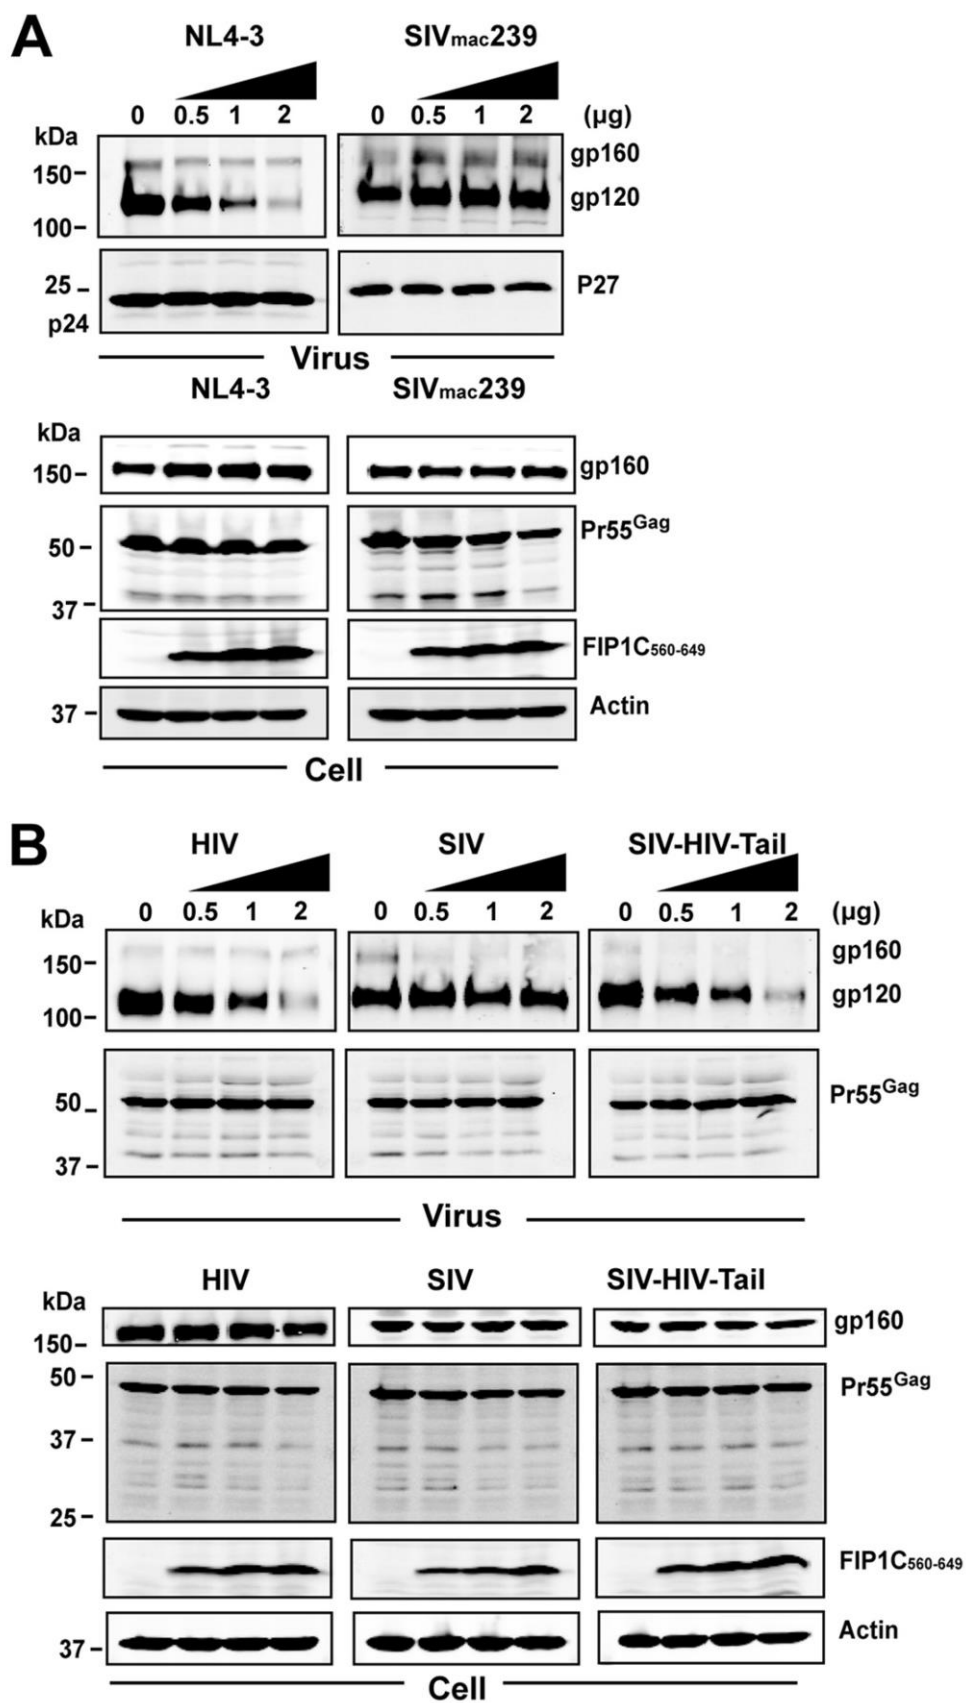 A
NL4-3 SIVmac239
0 0.5 1 2 0 0.5 1 2 (μg)
kDa
gp160
150–
gp120
100–
25 – P27
p24
Virus
NL4-3 SIVmac239
kDa
150– gp160
Pr55Gag
50 –
37 –
FIP1C560-649
37 – Actin
Cell
B
HIV SIV SIV-HIV-Tail
0 0.5 1 2 0 0.5 1 2 0 0.5 1 2 (μg)
kDa
gp160
150–
gp120
100–
50 – Pr55Gag
37 –
Virus
HIV SIV SIV-HIV-Tail
kDa
gp160
150–
50 – Pr55Gag
37 –
25 –
FIP1C560-649
Actin
37 –
Cell